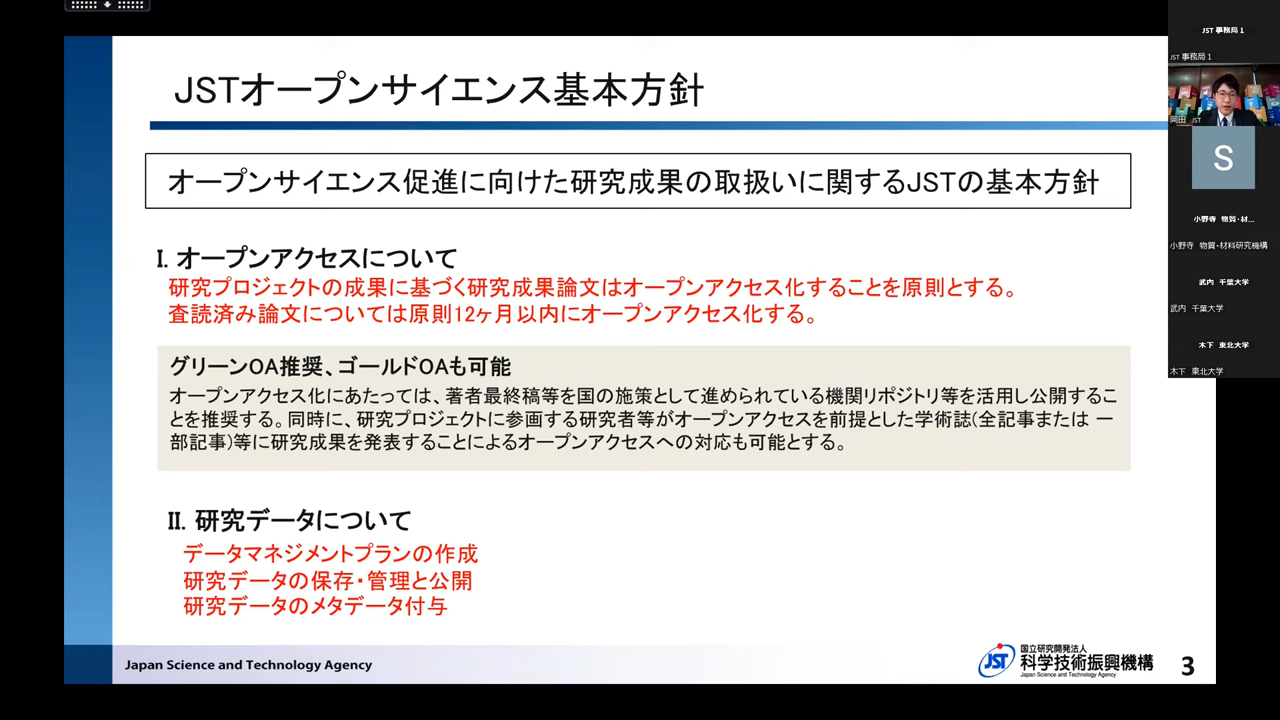 JSTオープンサイエンス基本方針
オープンサイエンス促進に向けた研究成果の取扱いに関するJSTの基本方針
I. オープンアクセスについて
研究プロジェクトの成果に基づく研究成果論文はオープンアクセス化することを原則とする。
査読済み論文については原則12ヶ月以内にオープンアクセス化する。
グリーンOA推奨、ゴールドOAも可能
オープンアクセス化にあたっては、著者最終稿等を国の施策として進められている機関リポジトリ等を活用し公開するこ
とを推奨する。同時に、研究プロジェクトに参画する研究者等がオープンアクセスを前提とした学術誌(全記事または 一
部記事)等に研究成果を発表することによるオープンアクセスへの対応も可能とする。
II. 研究データについて
データマネジメントプランの作成
研究データの保存・管理と公開
研究データのメタデータ付与
Japan Science and Technology Agency
JST
国立研究開発法人
科学技術振興機構
Japan Science and Technology Agency
3
JST 事務局 1
JST 事務局 1
岡田 JST
S
小野寺 物質・材...
小野寺 物質・材料研究機構
武内 千葉大学
武内 千葉大学
木下 東北大学
木下 東北大学